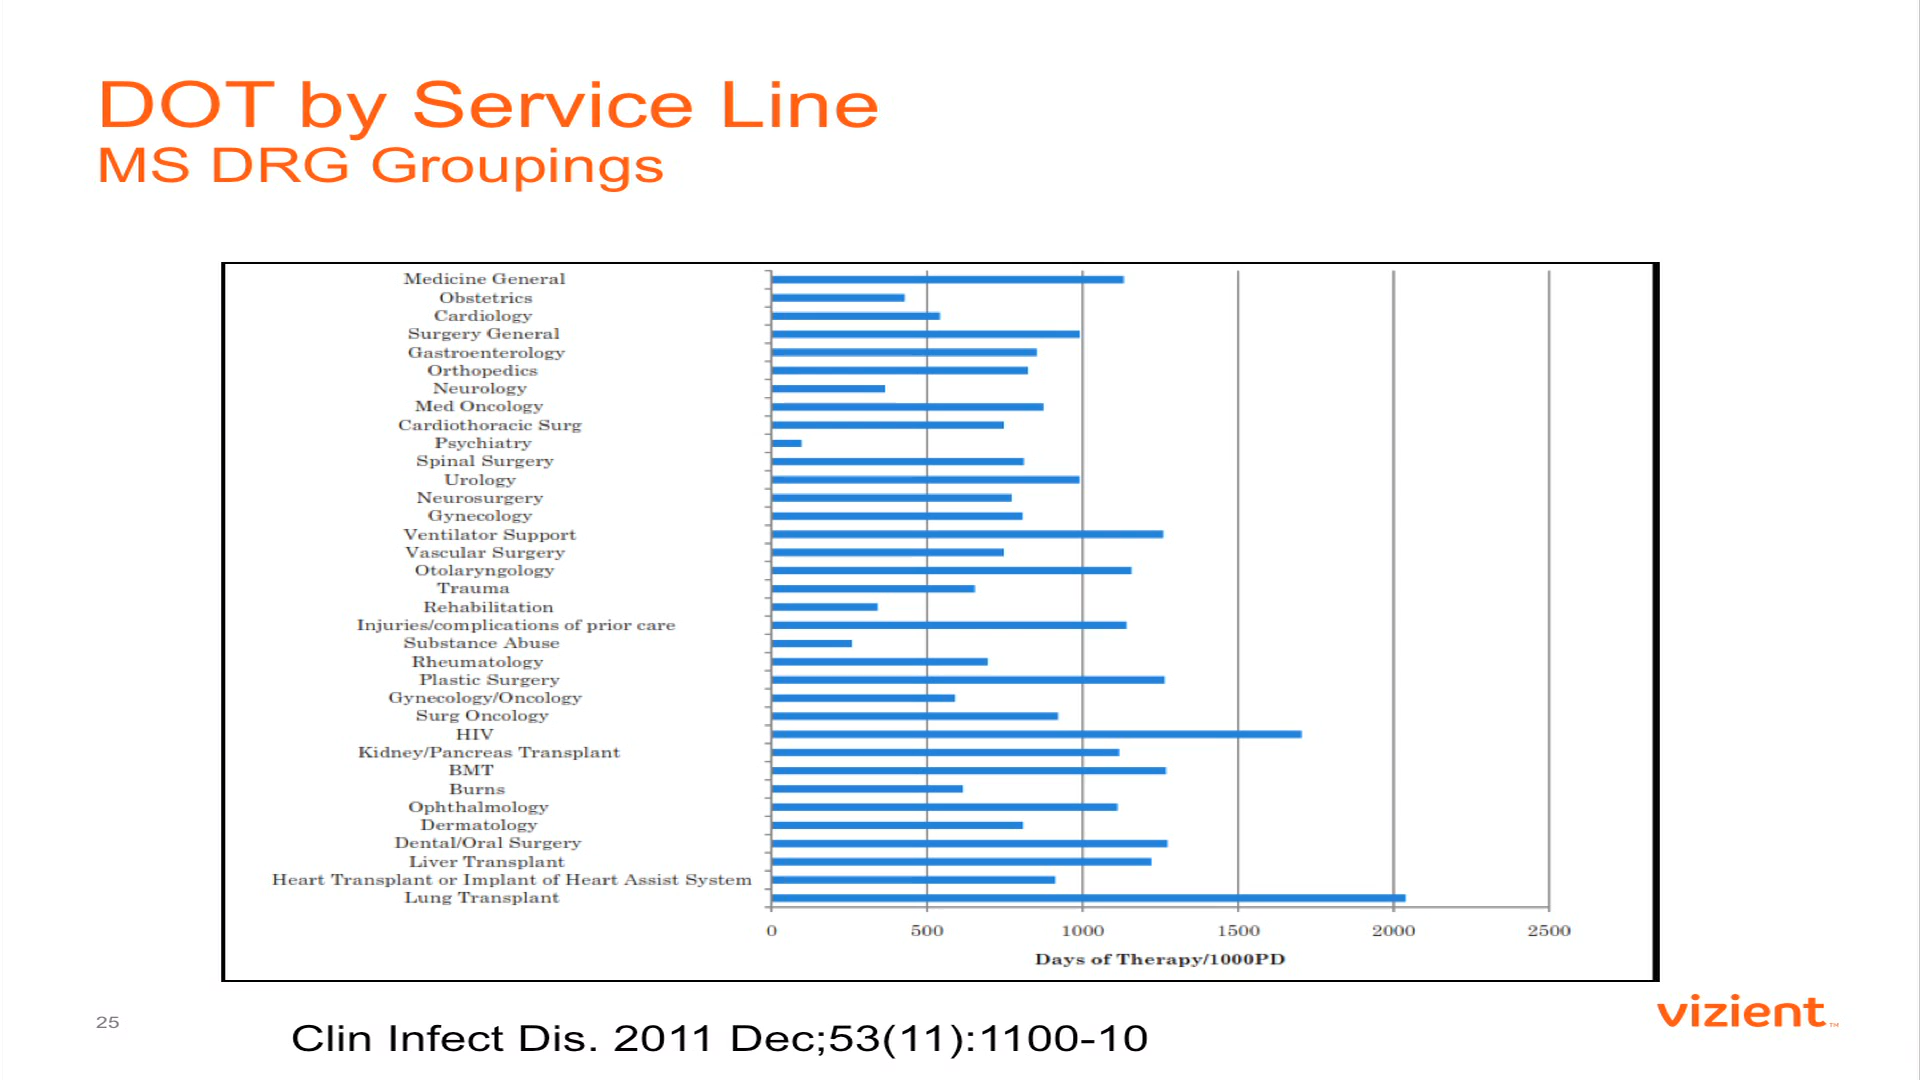 DOT by Service Line
MS DRG Groupings
Medicine General
Obstetrics
Cardiology
Surgery General
Gastroenterology
Orthopedics
Neurology
Med Oncology
Cardiothoracic Surg
Psychiatry
Spinal Surgery
Urology
Neurosurgery
Gynecology
Ventilator Support
Vascular Surgery
Otolaryngology
Trauma
Rehabilitation
Injuries/complications of prior care
Substance Abuse
Rheumatology
Plastic Surgery
Gynecology/Oncology
Surg Oncology
HIV
Kidney/Pancreas Transplant
BMT
Burns
Ophthalmology
Dermatology
Dental/Oral Surgery
Liver Transplant
Heart Transplant or Implant of Heart Assist System
Lung Transplant
0 500 1000 1500 2000 2500
Days of Therapy/1000PD
25
Clin Infect Dis. 2011 Dec;53(11):1100-10
vizient™